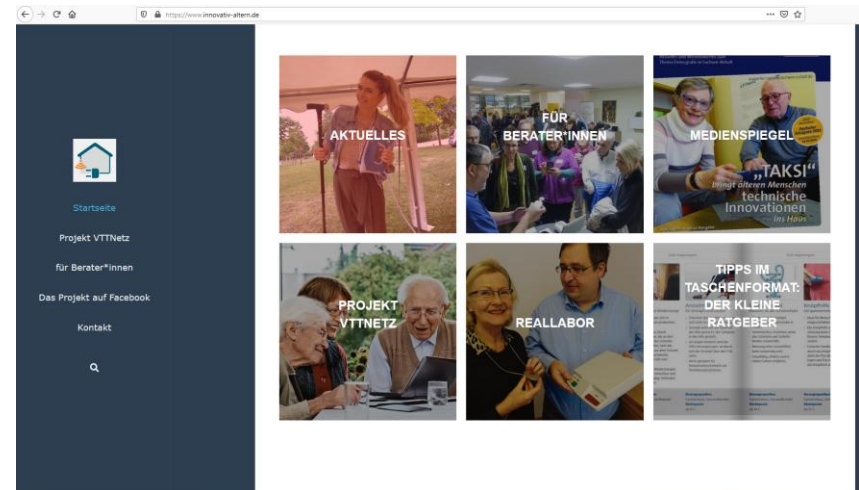 https://www.innovativ-altern.de
Startseite
Projekt VTTNetz
für Berater*innen
Das Projekt auf Facebook
Kontakt
AKTUELLES
FÜR
BERATER*INNEN
MEDIENSPIEGEL
„TAKSI“
bringt älteren Menschen
technische
Innovationen
ins Haus
PROJEKT
VTTNETZ
REALLABOR
TIPPS IM
TASCHENFORMAT:
DER KLEINE
RATGEBER